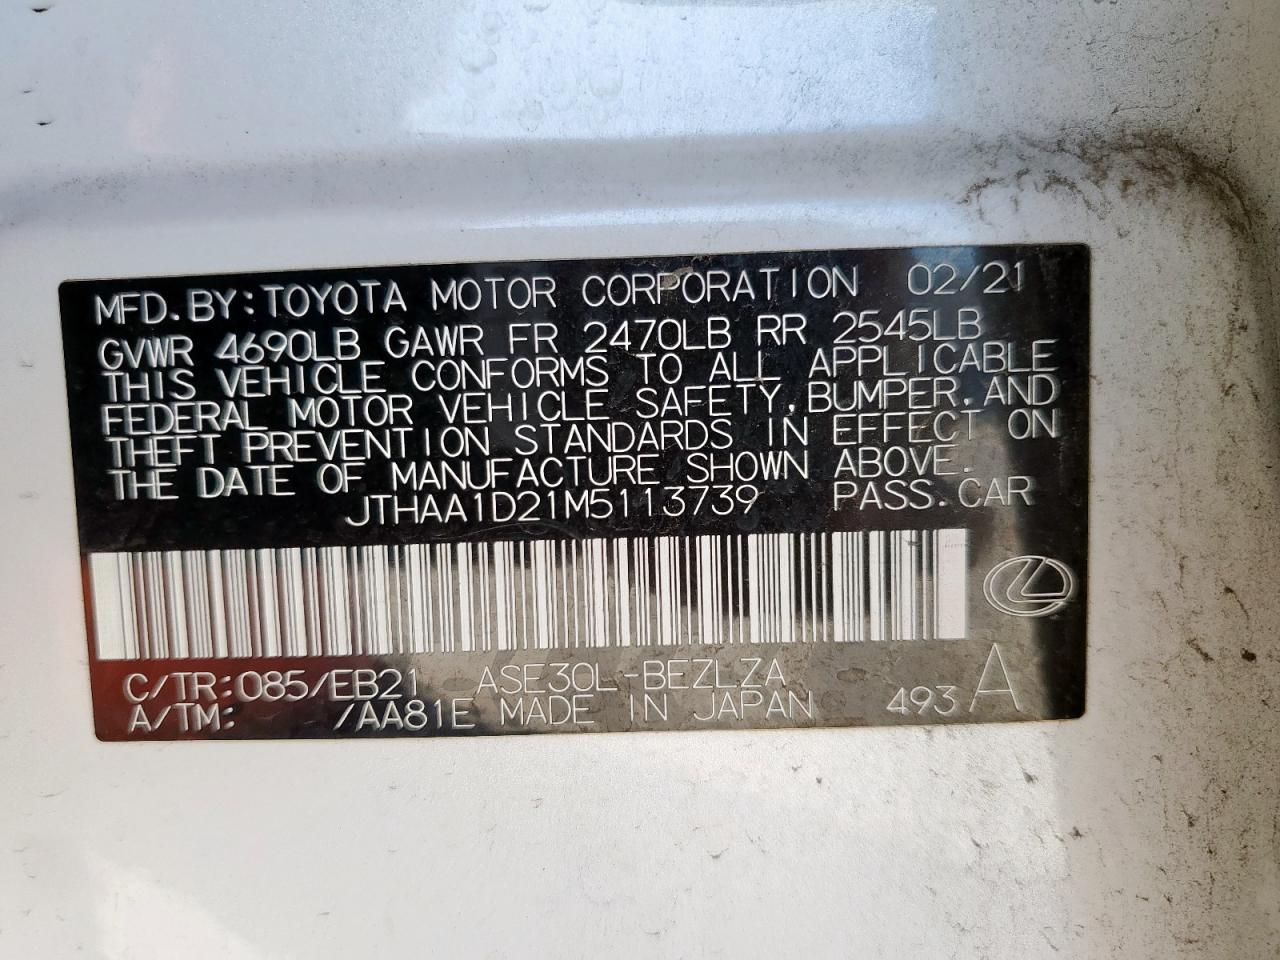 MFD. BY: TOYOTA MOTOR CORPORATION 02/21
GVWR 4690LB GAWR FR 2470LB RR 2545LB
THIS VEHICLE CONFORMS TO ALL APPLICABLE
FEDERAL MOTOR VEHICLE SAFETY, BUMPER, AND
THEFT PREVENTION STANDARDS IN EFFECT ON
THE DATE OF MANUFACTURE SHOWN ABOVE.
JTHAA1D21M5113739 PASS. CAR
C/TR: 085/EB21 ASE30L-BEZLZA
A/TM: /AA81E MADE IN JAPAN 493 A